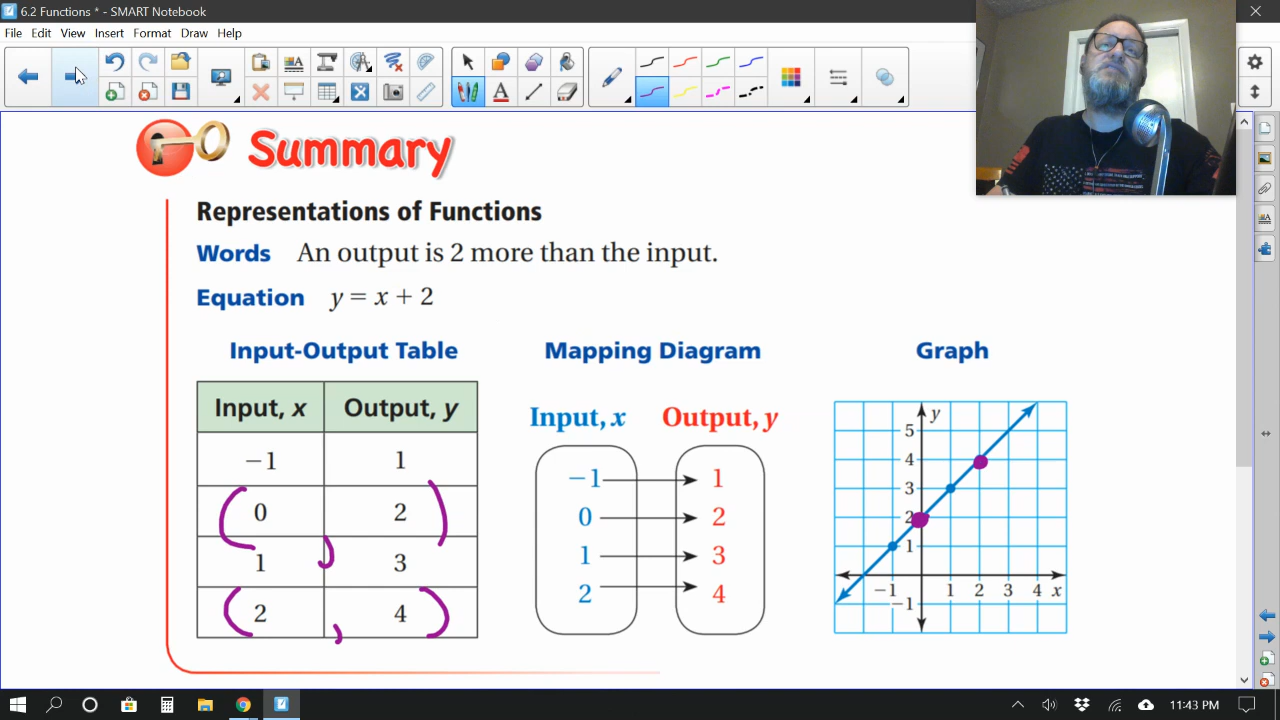 6.2 Functions * - SMART Notebook
File Edit View Insert Format Draw Help
Summary
Representations of Functions
Words An output is 2 more than the input.
Equation y = x + 2
Input-Output Table
Input, x Output, y
−1 1
0 2
1 3
2 4
Mapping Diagram
Input, x Output, y
−1 1
0 2
1 3
2 4
Graph
y
5
4
3
2
1
−1 1 2 3 4 x
−1
11:43 PM